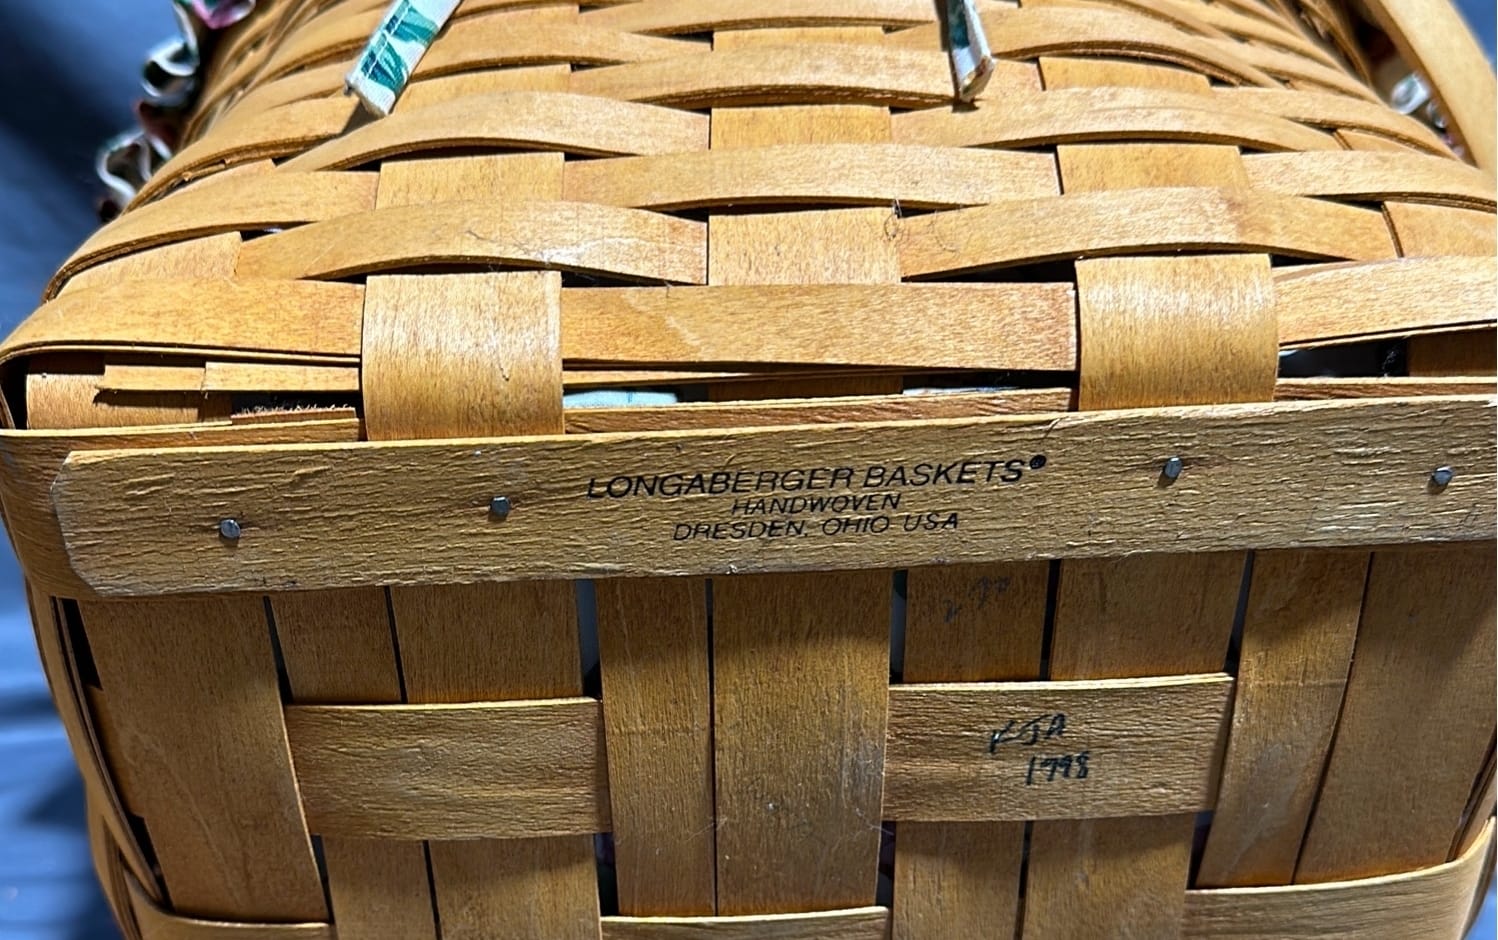 LONGABERGER BASKETS®
HANDWOVEN
DRESDEN, OHIO USA
KJA
1998